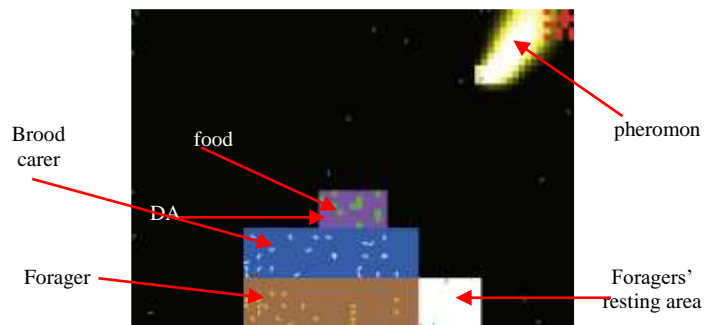 Brood
carer
food
pheromon
DA
Forager
Foragers'
resting area